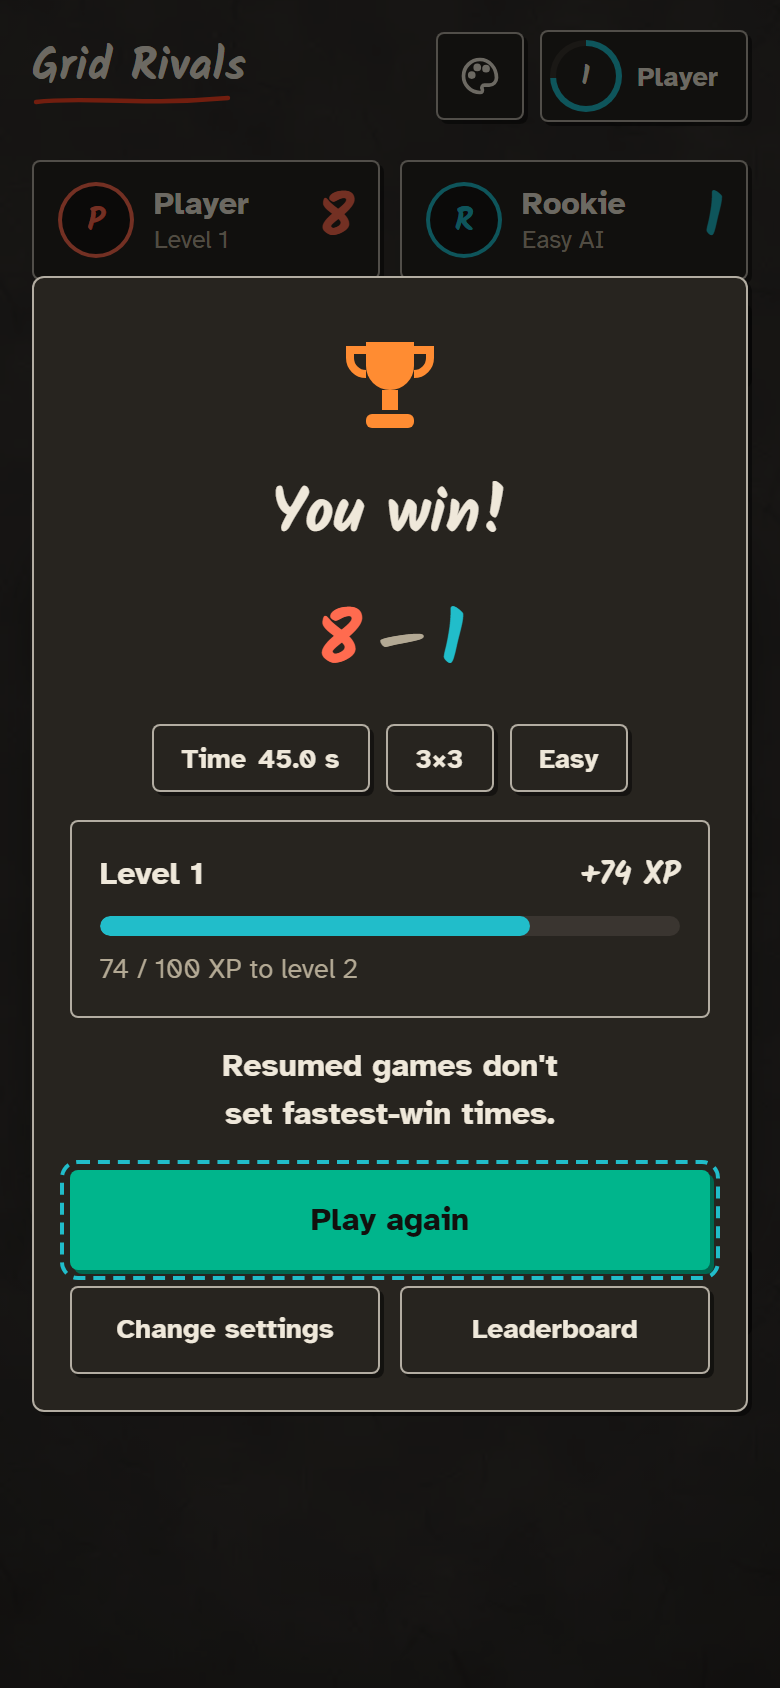 Grid Rivals
1 Player
P Player 8
Level 1
R Rookie 1
Easy AI
You win!
8 – 1
Time 45.0 s
3×3
Easy
Level 1 +74 XP
74 / 100 XP to level 2
Resumed games don't
set fastest-win times.
Play again
Change settings
Leaderboard